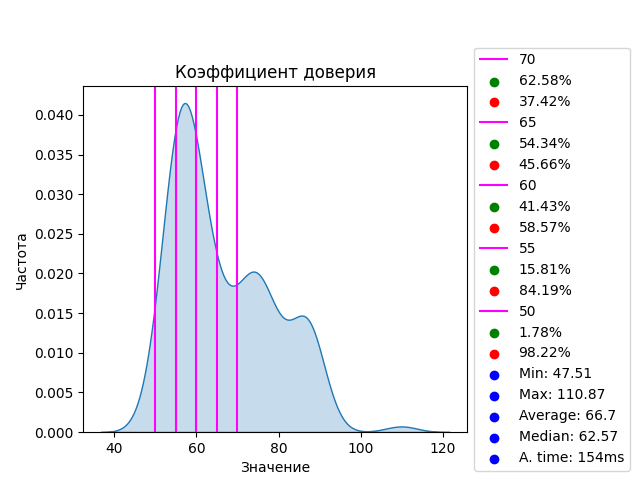 Коэффициент доверия
Частота
0.040
0.035
0.030
0.025
0.020
0.015
0.010
0.005
0.000
40 60 80 100 120
Значение
70
62.58%
37.42%
65
54.34%
45.66%
60
41.43%
58.57%
55
15.81%
84.19%
50
1.78%
98.22%
Min: 47.51
Max: 110.87
Average: 66.7
Median: 62.57
A. time: 154ms